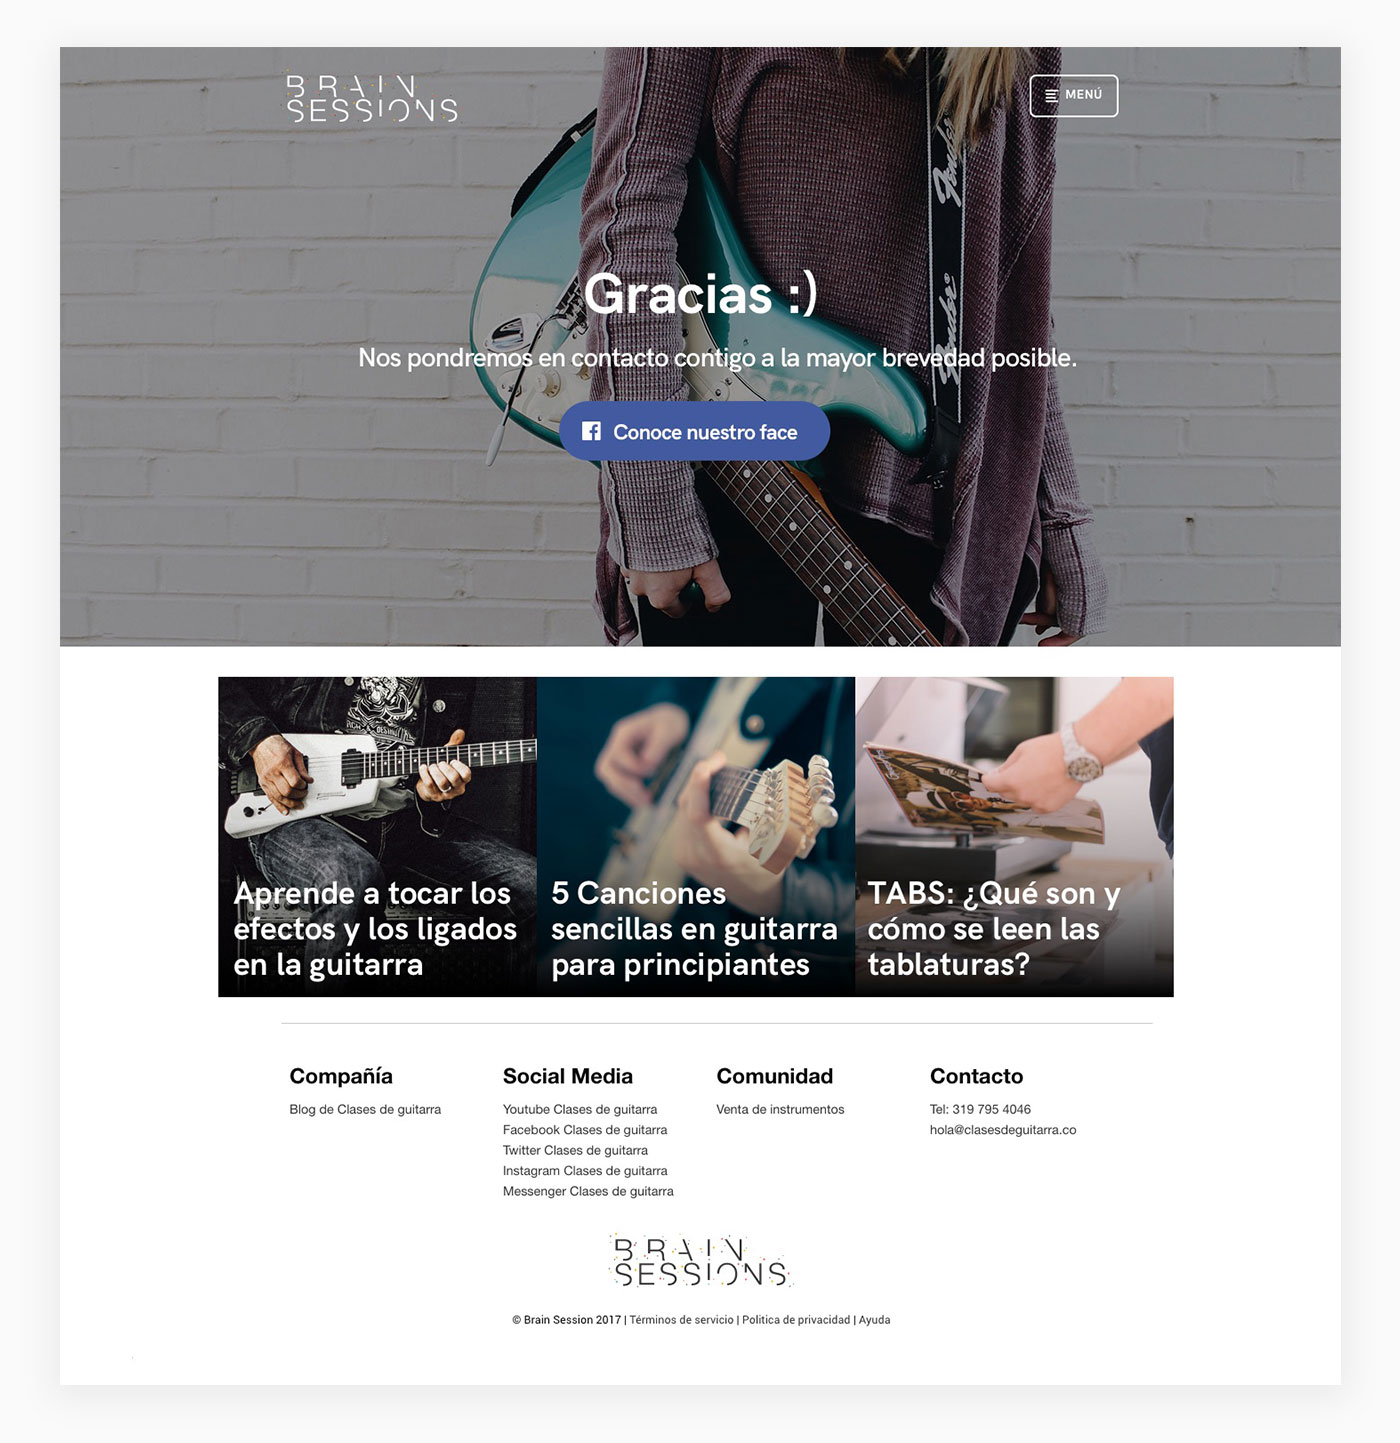 BRAIN
SESSIONS
MENÚ
Fender
Fender
Gracias :)
Nos pondremos en contacto contigo a la mayor brevedad posible.
Conoce nuestro face
Aprende a tocar los
efectos y los ligados
en la guitarra
5 Canciones
sencillas en guitarra
para principiantes
TABS: ¿Qué son y
cómo se leen las
tablaturas?
Compañía
Blog de Clases de guitarra
Social Media
Youtube Clases de guitarra
Facebook Clases de guitarra
Twitter Clases de guitarra
Instagram Clases de guitarra
Messenger Clases de guitarra
Comunidad
Venta de instrumentos
Contacto
Tel: 319 795 4046
hola@clasesdeguitarra.co
BRAIN
SESSIONS
© Brain Session 2017 | Términos de servicio | Politica de privacidad | Ayuda